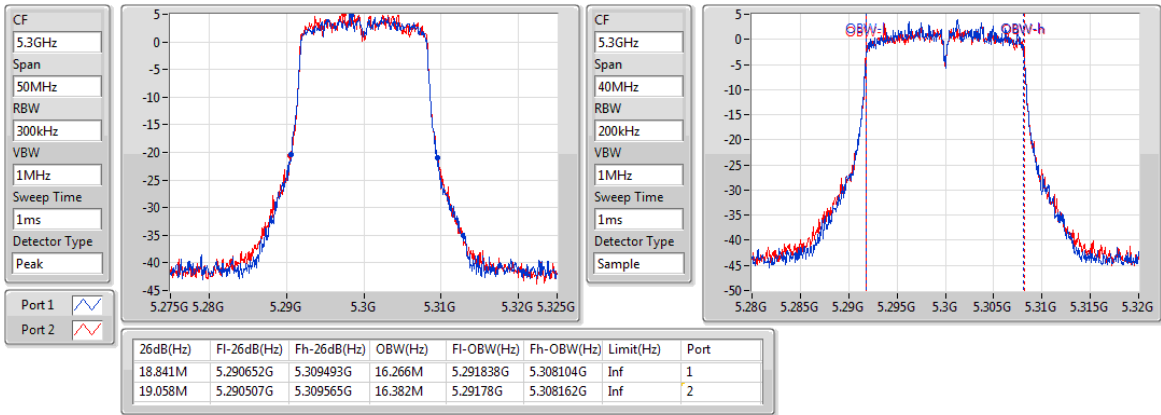 CF
5.3GHz
Span
50MHz
RBW
300kHz
VBW
1MHz
Sweep Time
1ms
Detector Type
Peak
Port 1
Port 2
5
0
-5
-10
-15
-20
-25
-30
-35
-40
-45
5.275G 5.28G 5.29G 5.3G 5.31G 5.32G 5.325G
CF
5.3GHz
Span
40MHz
RBW
200kHz
VBW
1MHz
Sweep Time
1ms
Detector Type
Sample
5
0
-5
-10
-15
-20
-25
-30
-35
-40
-45
-50
OBW-h
5.28G 5.285G 5.29G 5.295G 5.3G 5.305G 5.31G 5.315G 5.32G
26dB(Hz) Fl-26dB(Hz) Fh-26dB(Hz) OBW(Hz) Fl-OBW(Hz) Fh-OBW(Hz) Limit(Hz) Port
18.841M 5.290652G 5.309493G 16.266M 5.291838G 5.308104G Inf 1
19.058M 5.290507G 5.309565G 16.382M 5.29178G 5.308162G Inf 2